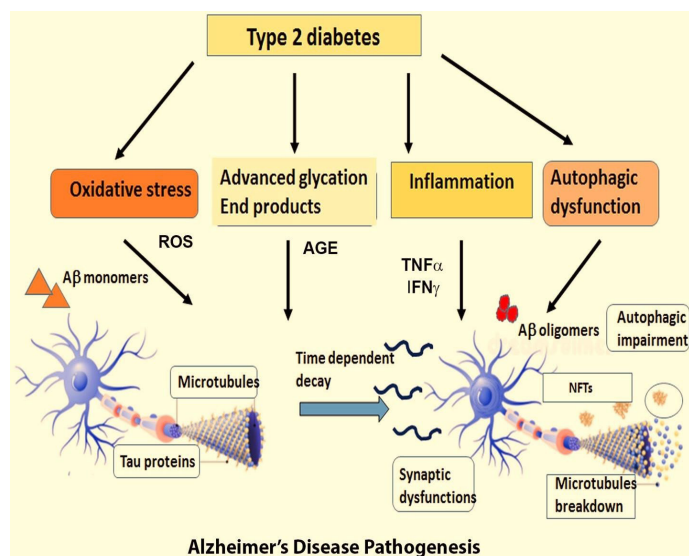 Type 2 diabetes
Oxidative stress
Advanced glycation
End products
Inflammation
Autophagic
dysfunction
ROS
AGE
TNFα
IFNγ
Aβ monomers
Aβ oligomers
Autophagic
impairment
Time dependent
decay
Microtubules
NFTs
Tau proteins
Synaptic
dysfunctions
Microtubules
breakdown
Alzheimer's Disease Pathogenesis